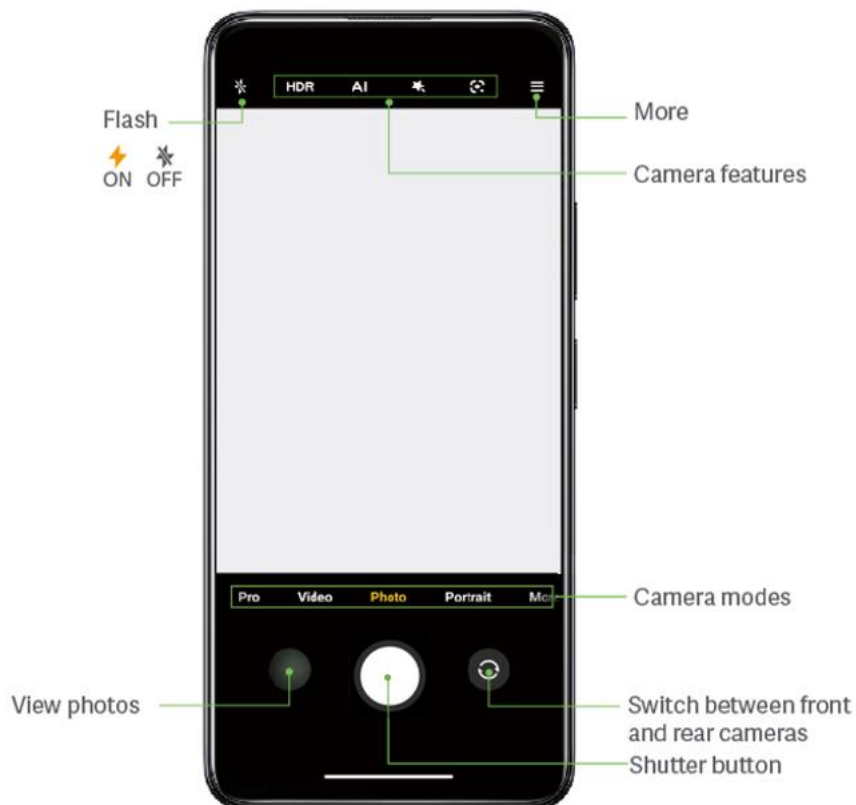 HDR AI
Flash
ON OFF
More
Camera features
Pro Video Photo Portrait
Camera modes
View photos
Switch between front
and rear cameras
Shutter button